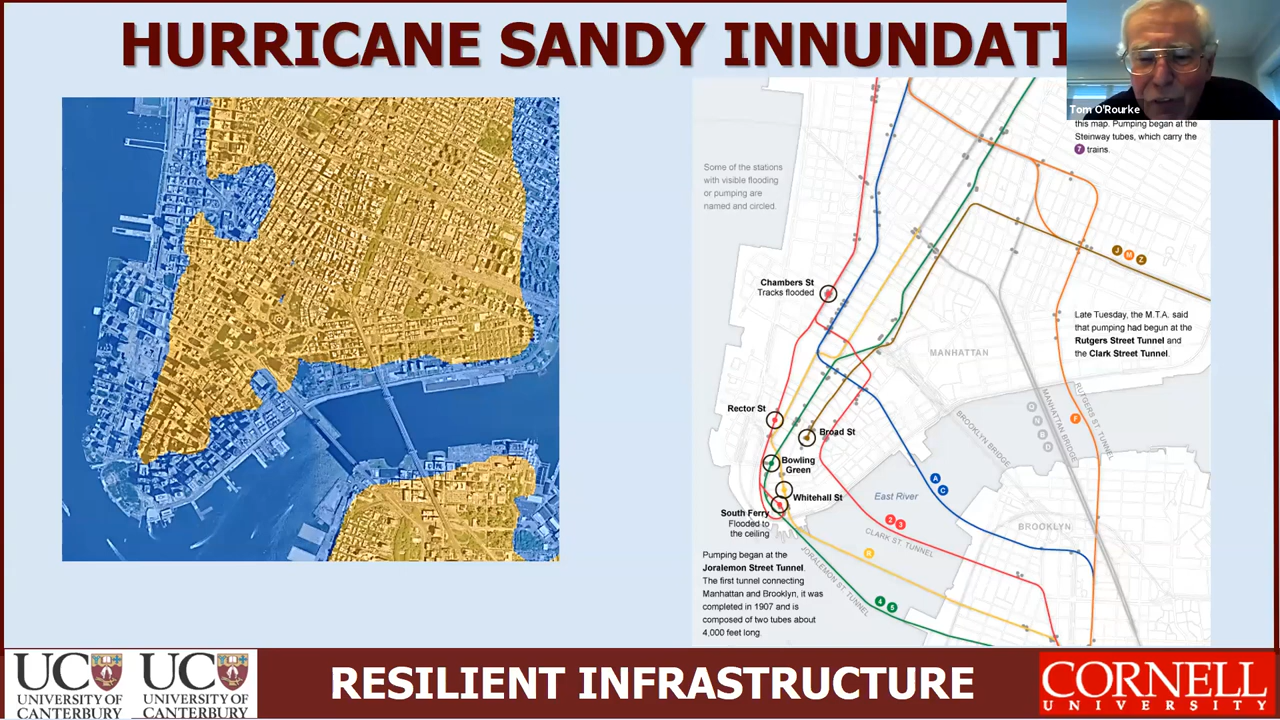 HURRICANE SANDY INNUNDATI
Tom O'Rourke
this map. Pumping began at the
Steinway tubes, which carry the
7 trains.
Some of the stations
with visible flooding
or pumping are
named and circled.
J M Z
Chambers St
Tracks flooded
Late Tuesday, the M.T.A. said
that pumping had begun at the
Rutgers Street Tunnel and
the Clark Street Tunnel.
MANHATTAN
RUTGERS ST. TUNNEL
MANHATTAN BRIDGE
BROOKLYN BRIDGE
Q
N
B
D
F
Rector St
Broad St
Bowling
Green
Whitehall St
A
C
East River
South Ferry
Flooded to
the ceiling
2 3
CLARK ST. TUNNEL
BROOKLYN
R
JORALEMON ST. TUNNEL
4 5
Pumping began at the
Joralemon Street Tunnel.
The first tunnel connecting
Manhattan and Brooklyn, it was
completed in 1907 and is
composed of two tubes about
4,000 feet long.
UC
UNIVERSITY OF
CANTERBURY
UC
UNIVERSITY OF
CANTERBURY
RESILIENT INFRASTRUCTURE
CORNELL
UNIVERSITY